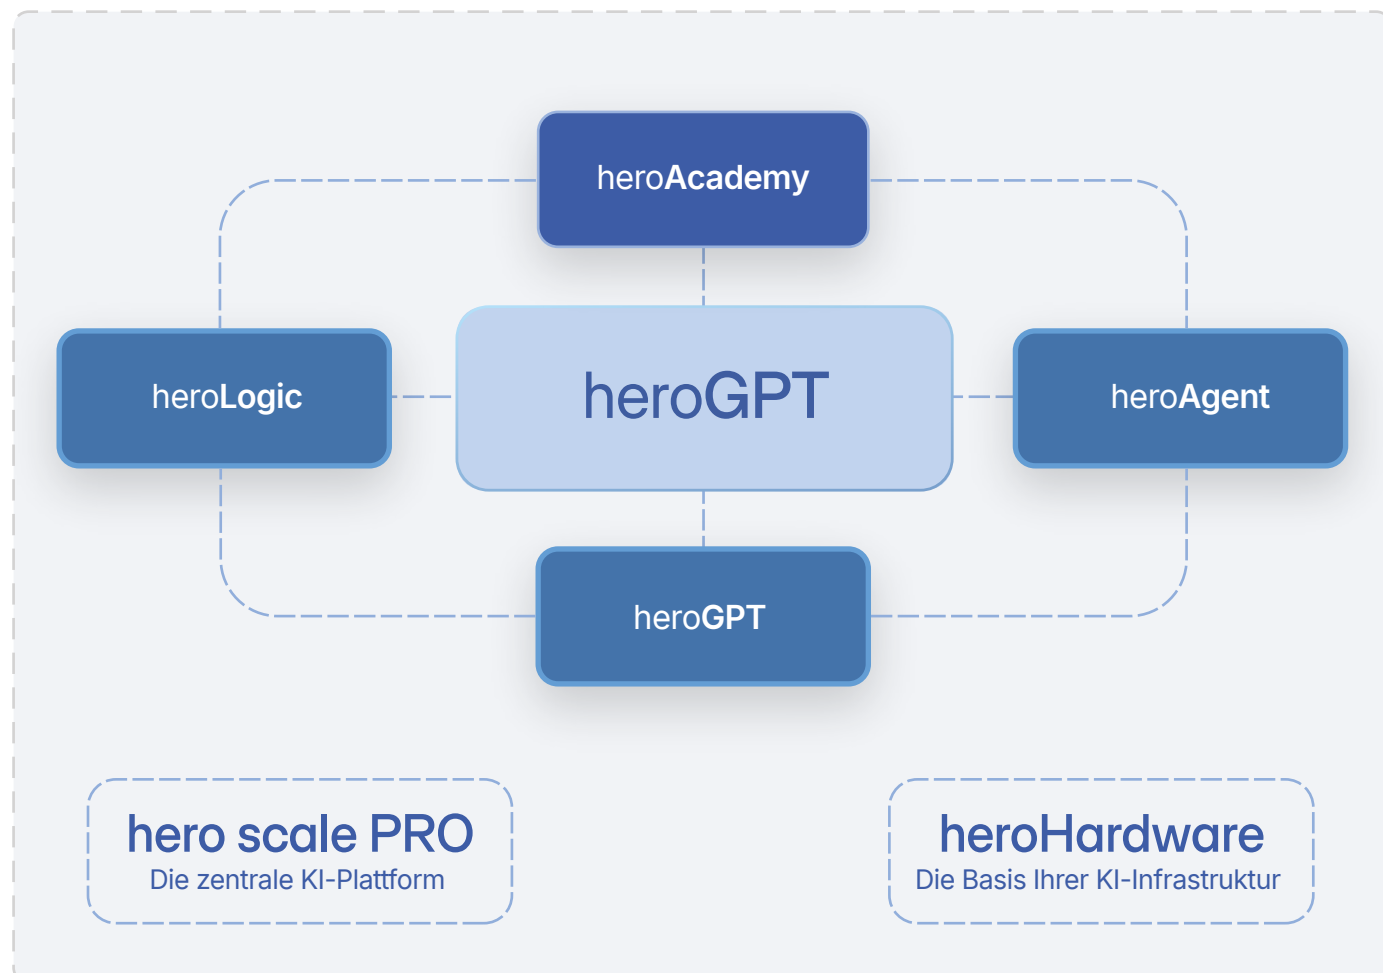 heroAcademy
heroLogic
heroGPT
heroAgent
heroGPT
hero scale PRO
Die zentrale KI-Plattform
heroHardware
Die Basis Ihrer KI-Infrastruktur